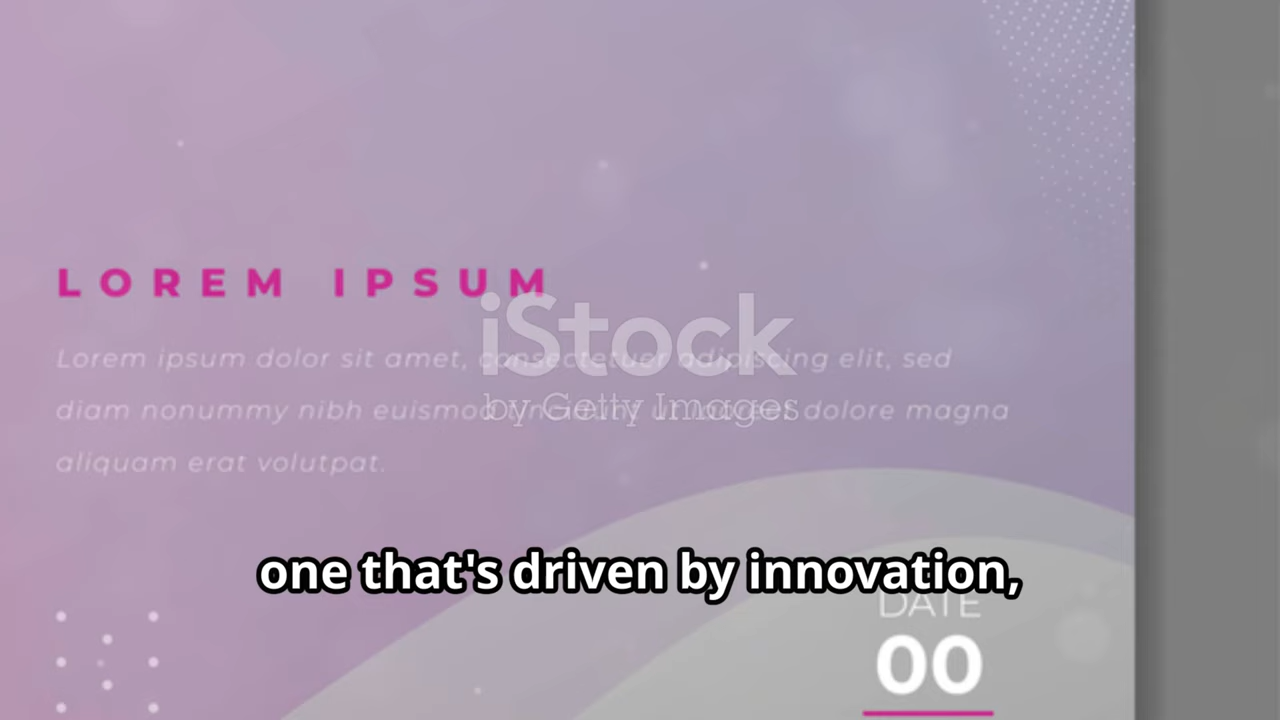 LOREM IPSUM
iStock
Lorem ipsum dolor sit amet, consectetuer adipiscing elit, sed
diam nonummy nibh euismod dolore magna
by Getty Images
aliquam erat volutpat.
one that's driven by innovation,
DATE
00